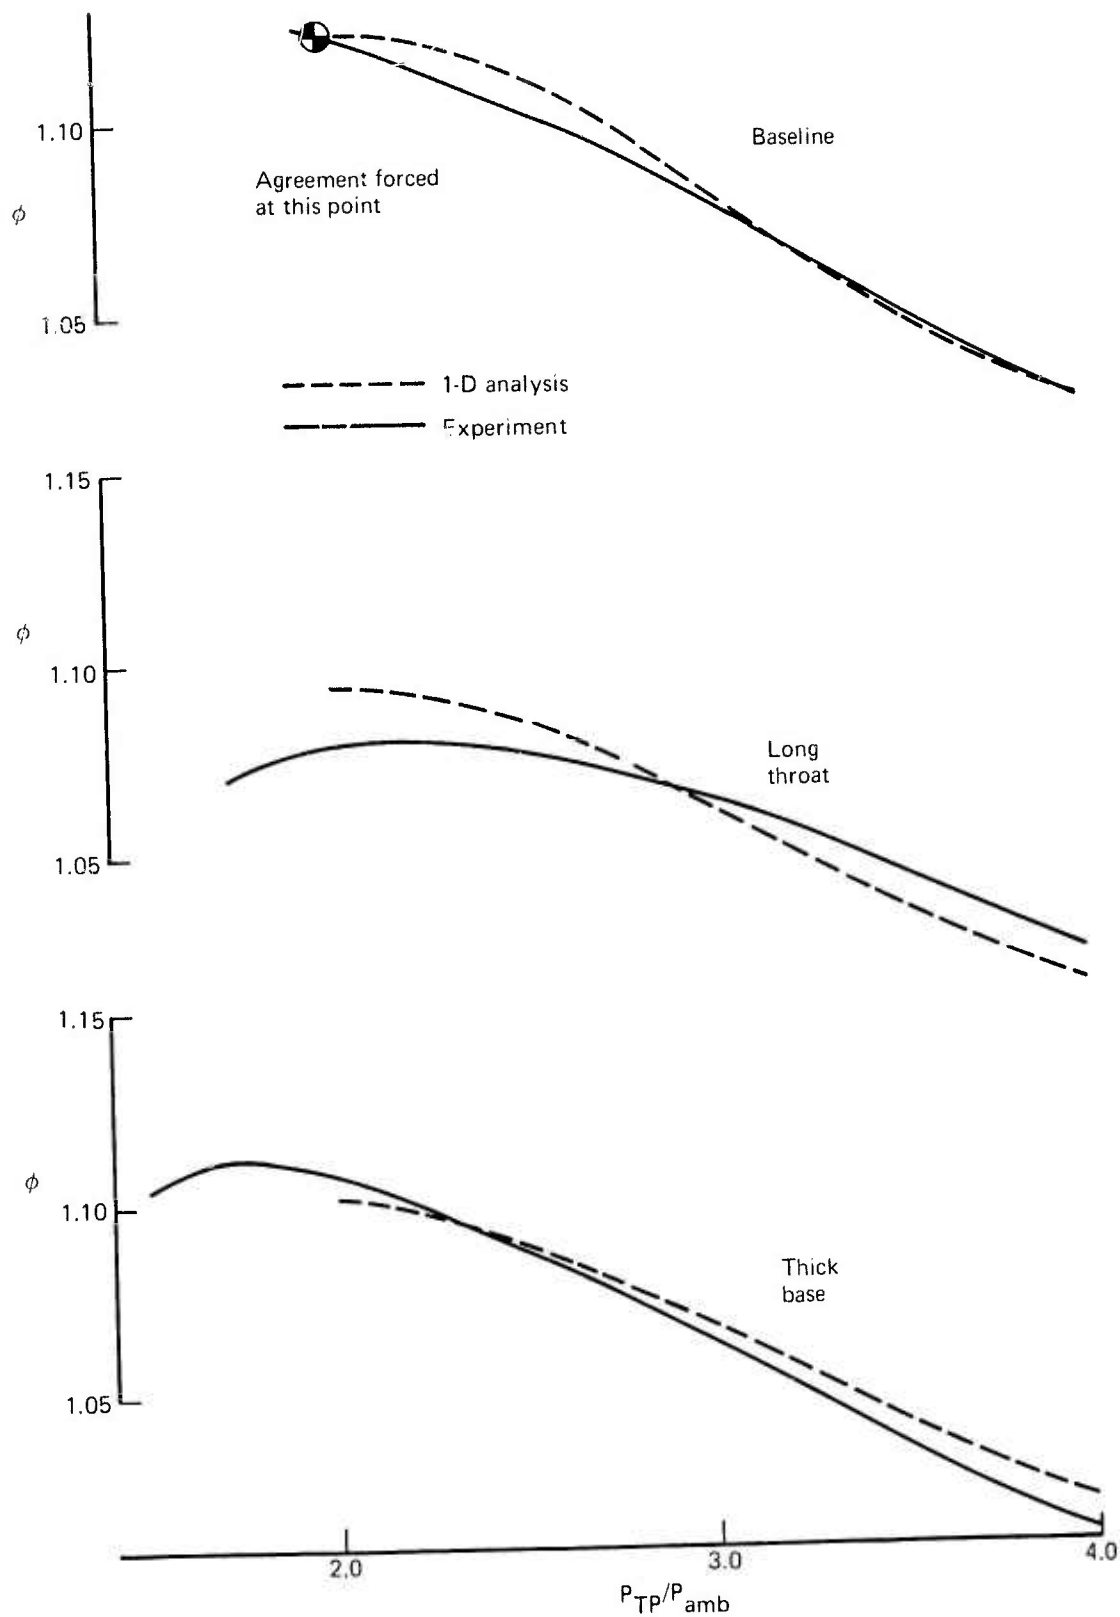 1.10
Baseline
Agreement forced
at this point
ϕ
1.05
1-D analysis
Experiment
1.15
ϕ
1.10
Long
throat
1.05
1.15
ϕ
1.10
Thick
base
1.05
2.0
3.0
4.0
P_TP/P_amb